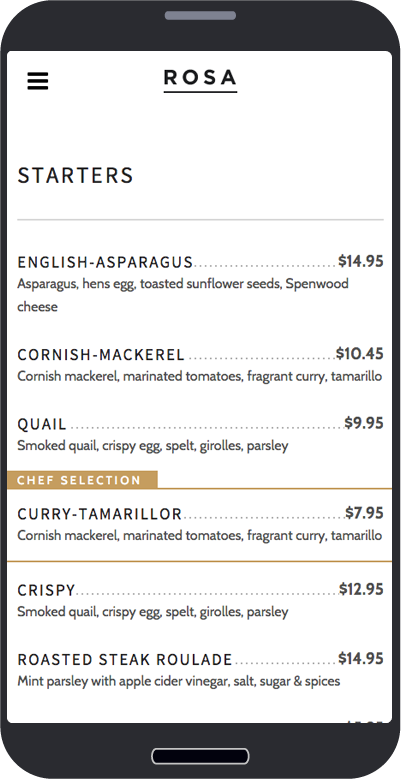 ROSA
STARTERS
ENGLISH-ASPARAGUS $14.95
Asparagus, hens egg, toasted sunflower seeds, Spenwood
cheese
CORNISH-MACKEREL $10.45
Cornish mackerel, marinated tomatoes, fragrant curry, tamarillo
QUAIL $9.95
Smoked quail, crispy egg, spelt, girolles, parsley
CHEF SELECTION
CURRY-TAMARILLOR $7.95
Cornish mackerel, marinated tomatoes, fragrant curry, tamarillo
CRISPY $12.95
Smoked quail, crispy egg, spelt, girolles, parsley
ROASTED STEAK ROULADE $14.95
Mint parsley with apple cider vinegar, salt, sugar & spices